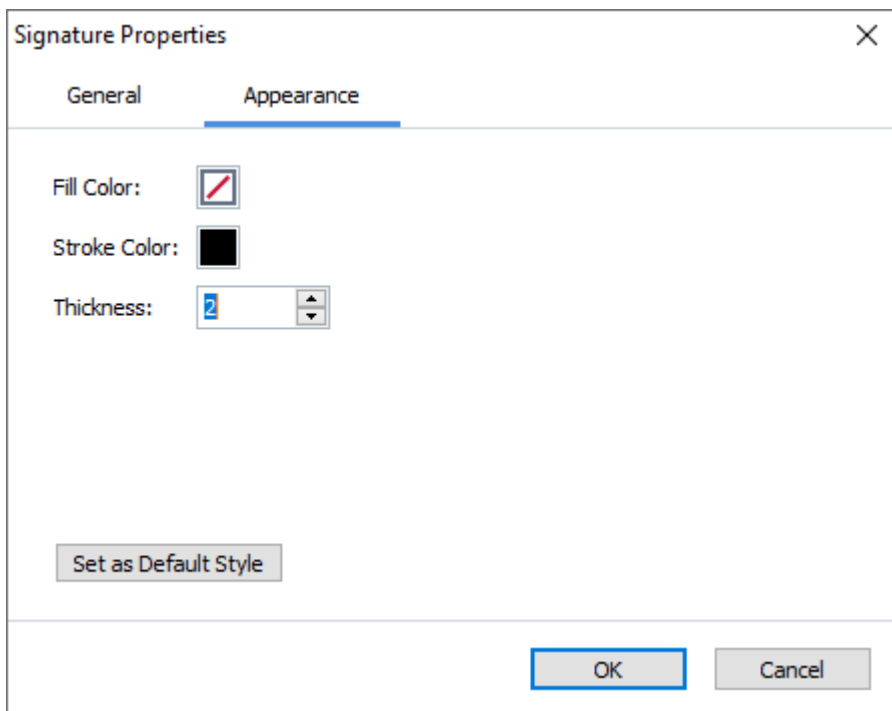 Signature Properties
General Appearance
Fill Color:
Stroke Color:
Thickness: 2
Set as Default Style
OK Cancel